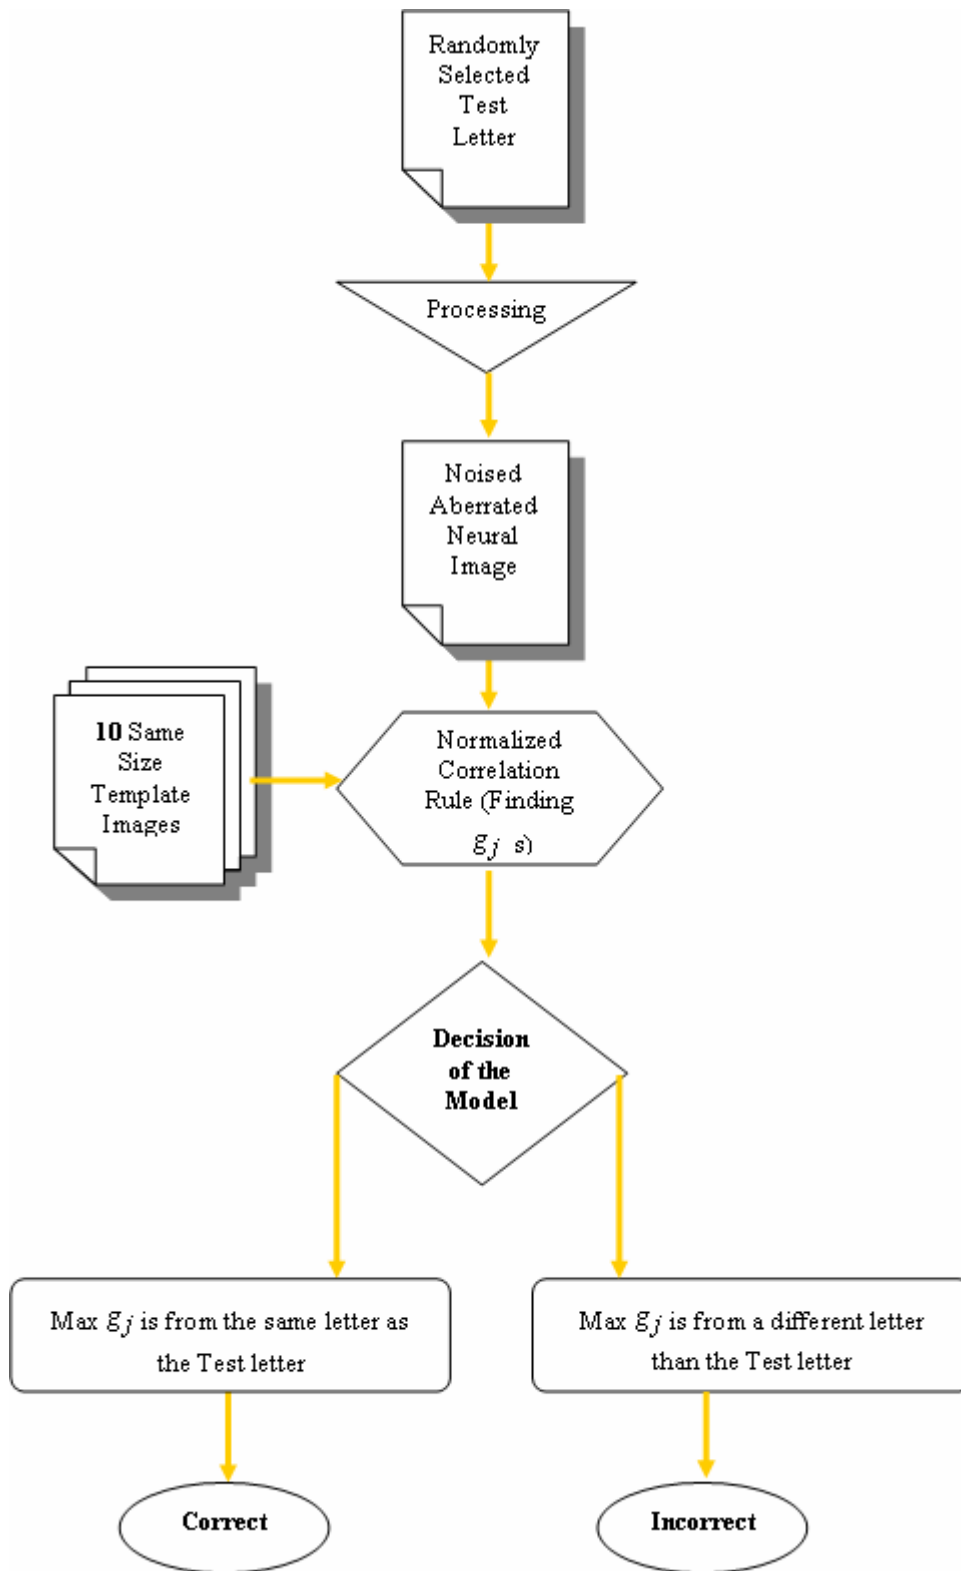 Randomly
Selected
Test
Letter
Processing
Noised
Aberrated
Neural
Image
10 Same
Size
Template
Images
Normalized
Correlation
Rule (Finding
gj s)
Decision
of the
Model
Max gj is from the same letter as
the Test letter
Max gj is from a different letter
than the Test letter
Correct
Incorrect